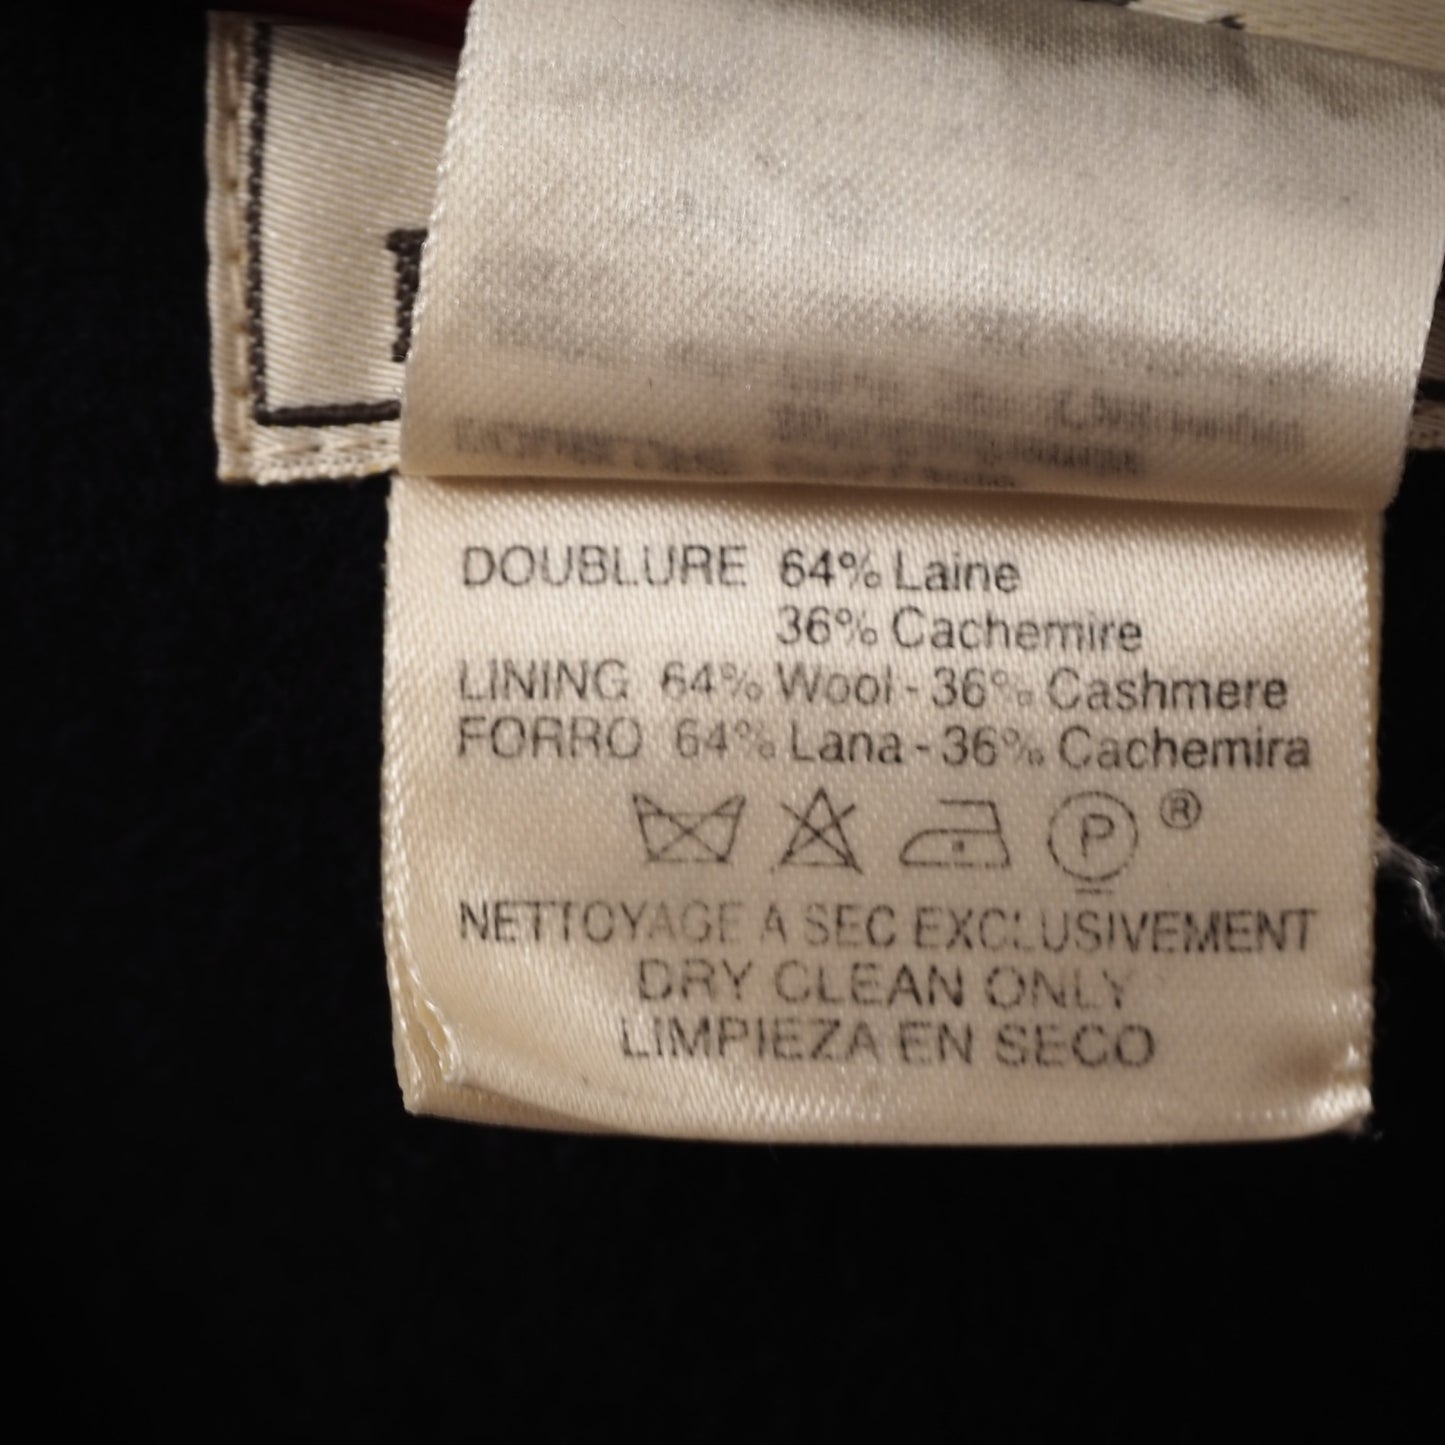 DOUBLURE 64% Laine
36% Cachemire
LINING 64% Wool - 36% Cashmere
FORRO 64% Lana - 36% Cachemira
P ®
NETTOYAGE A SEC EXCLUSIVEMENT
DRY CLEAN ONLY
LIMPIEZA EN SECO